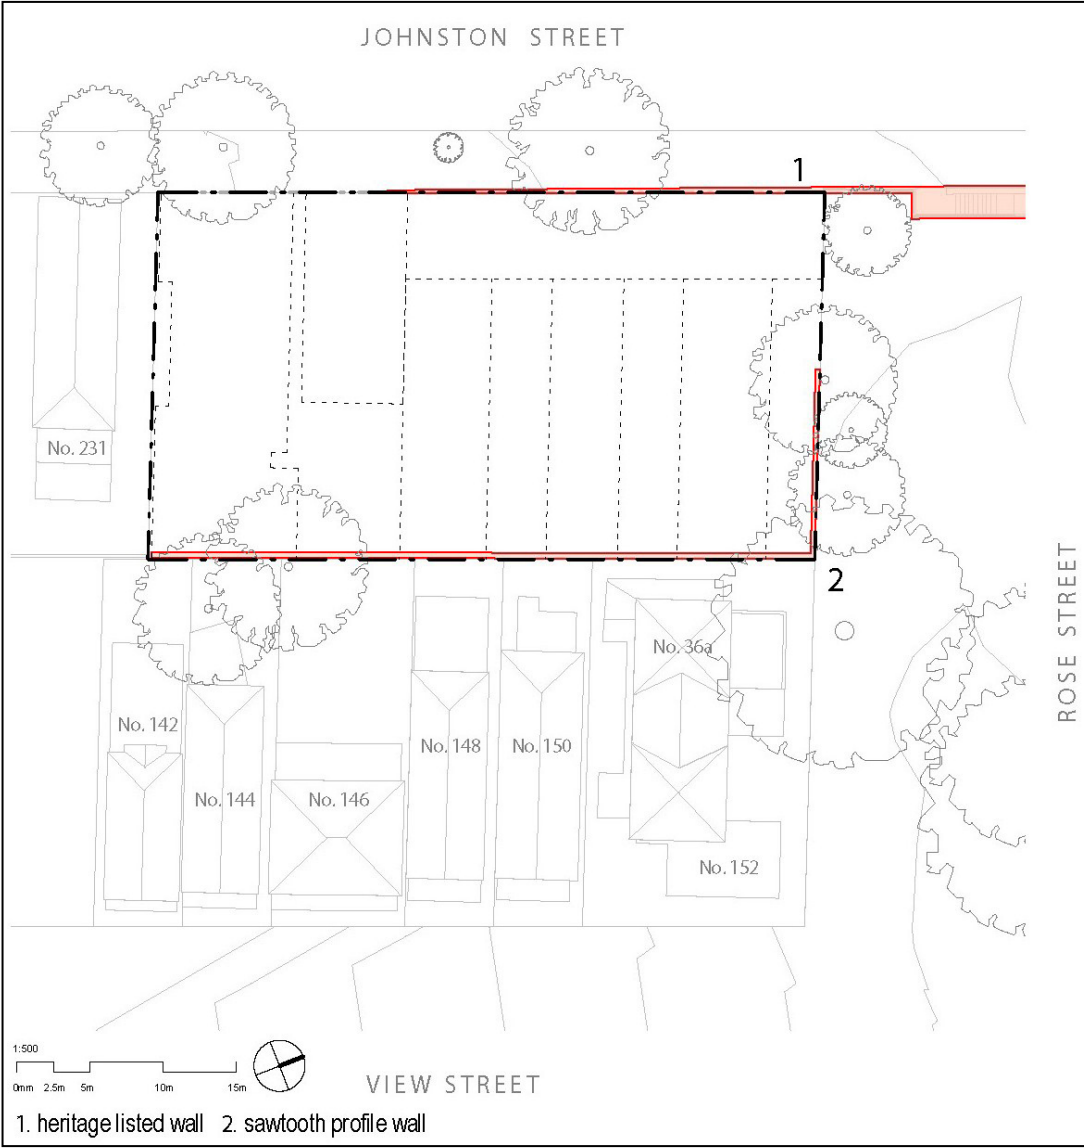 JOHNSTON STREET
1
No. 231
2
ROSE STREET
No. 36a
No. 142
No. 148
No. 150
No. 144
No. 146
No. 152
1:500
0mm 2.5m 5m 10m 15m
VIEW STREET
1. heritage listed wall 2. sawtooth profile wall